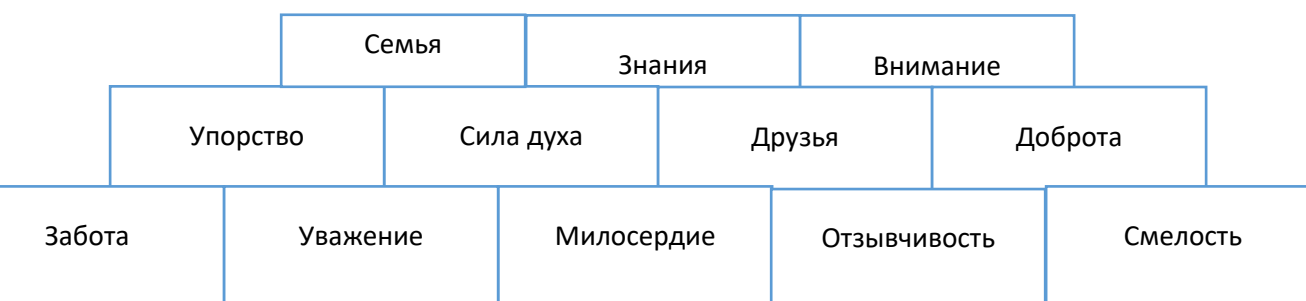 Семья Знания Внимание
Упорство Сила духа Друзья Доброта
Забота Уважение Милосердие Отзывчивость Смелость